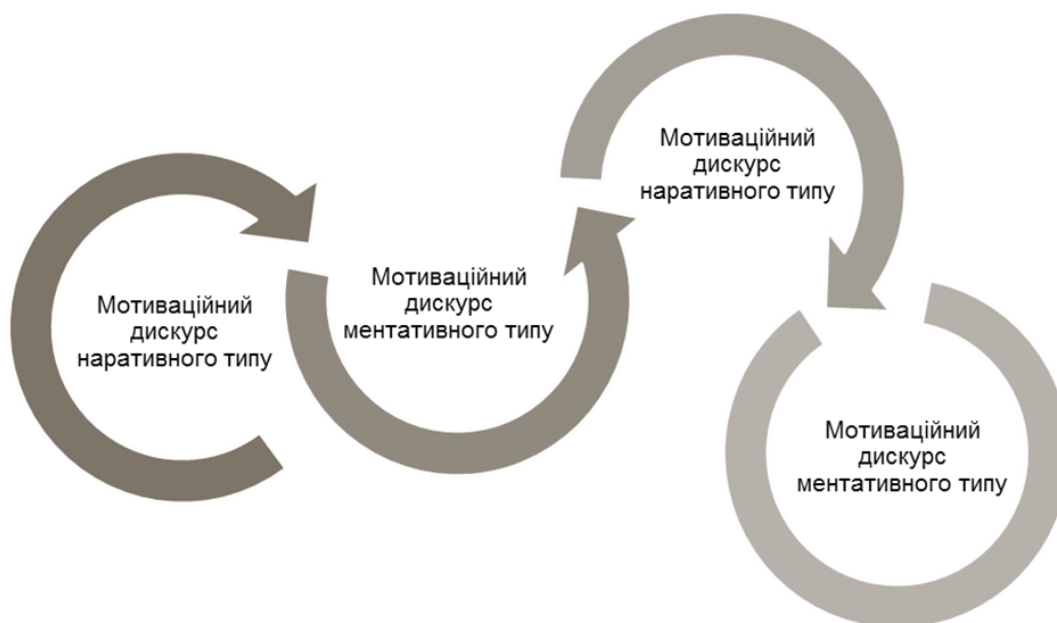 Мотиваційний
дискурс
наративного типу
Мотиваційний
дискурс
ментативного типу
Мотиваційний
дискурс
наративного типу
Мотиваційний
дискурс
ментативного типу